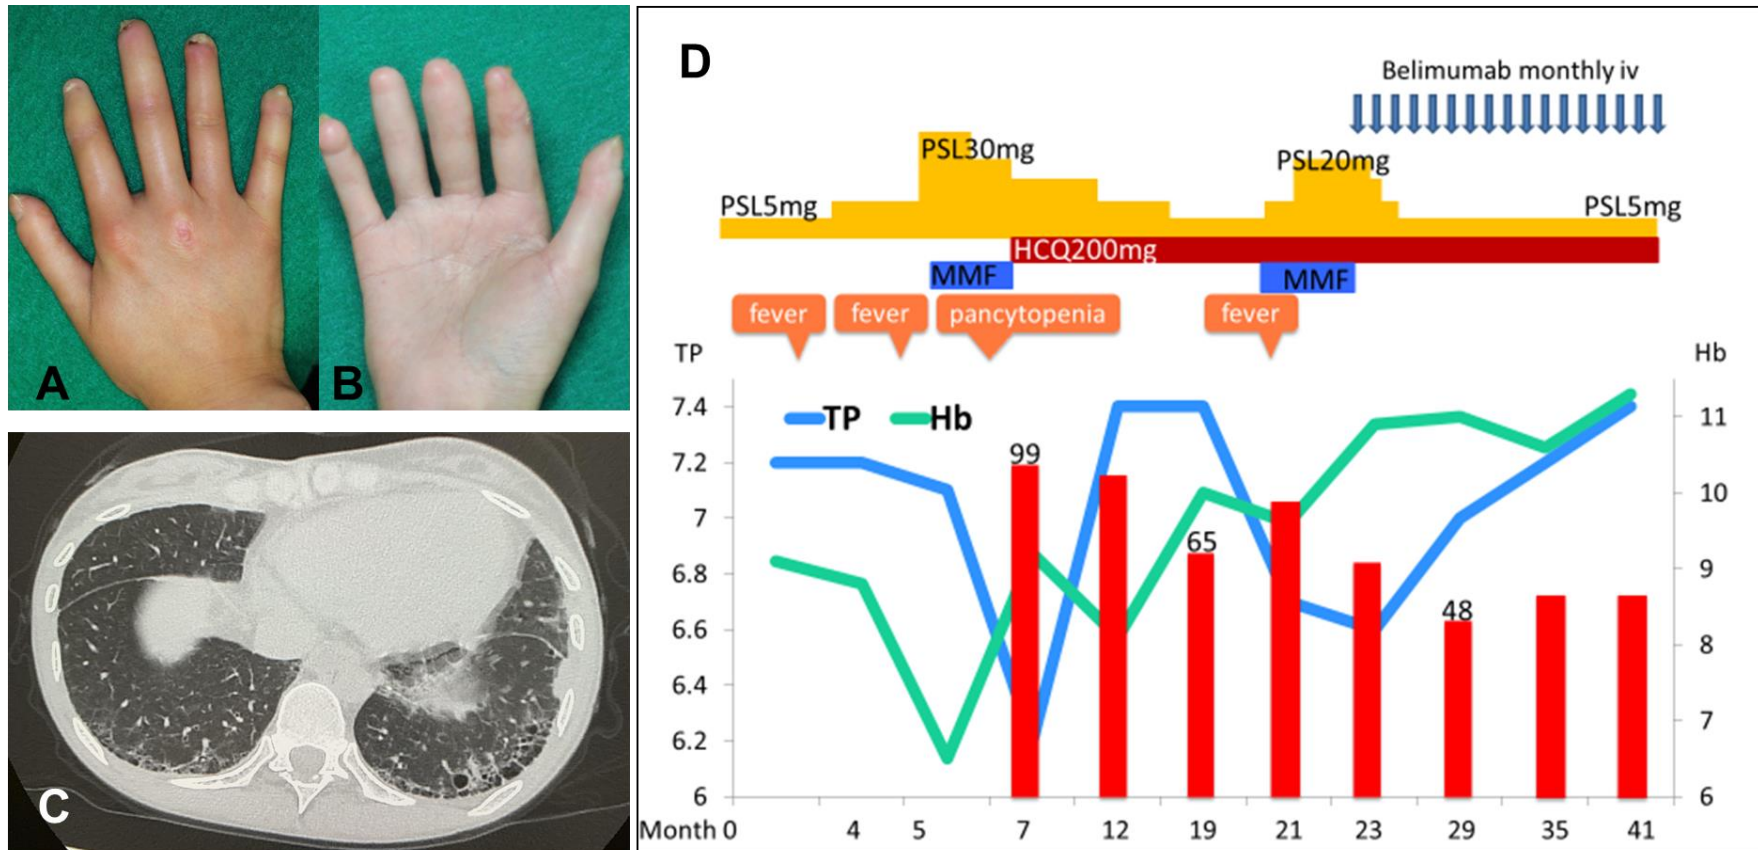 A
B
C
D
Belimumab monthly iv
PSL30mg
PSL20mg
PSL5mg
PSL5mg
HCQ200mg
MMF
MMF
fever
fever
pancytopenia
fever
TP
Hb
TP
Hb
7.4
7.2
7
6.8
6.6
6.4
6.2
6
11
10
9
8
7
6
99
65
48
Month 0 4 5 7 12 19 21 23 29 35 41